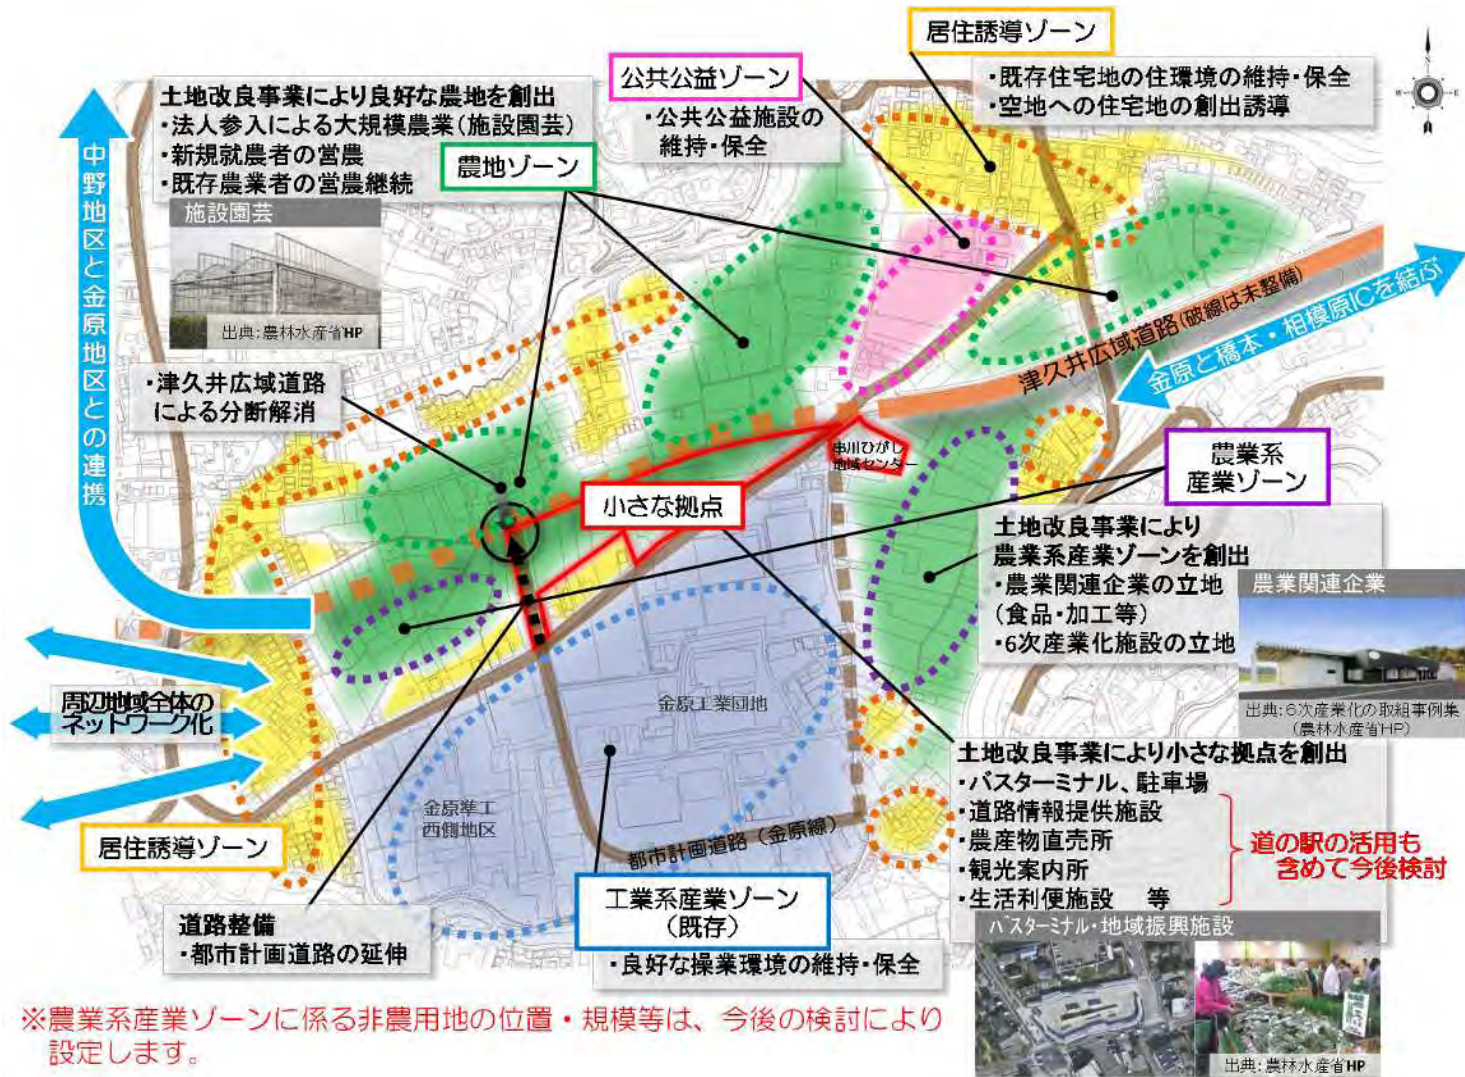 居住誘導ゾーン
・既存住宅地の住環境の維持・保全
・空地への住宅地の創出誘導
公共公益ゾーン
・公共公益施設の
維持・保全
土地改良事業により良好な農地を創出
・法人参入による大規模農業(施設園芸)
・新規就農者の営農
・既存農業者の営農継続
農地ゾーン
施設園芸
出典:農林水産省HP
中野地区と金原地区との連携
N
W
E
津久井広域道路(破線は未整備)
金原と橋本・相模原ICを結ぶ
・津久井広域道路
による分断解消
串川ひがし
地域センター
小さな拠点
農業系
産業ゾーン
土地改良事業により
農業系産業ゾーンを創出
・農業関連企業の立地
(食品・加工等)
・6次産業化施設の立地
農業関連企業
出典:6次産業化の取組事例集
(農林水産省HP)
周辺地域全体の
ネットワーク化
金原工業団地
金原準工
西側地区
都市計画道路(金原線)
居住誘導ゾーン
土地改良事業により小さな拠点を創出
・バスターミナル、駐車場
・道路情報提供施設
・農産物直売所
・観光案内所
・生活利便施設 等
道の駅の活用も
含めて今後検討
道路整備
・都市計画道路の延伸
工業系産業ゾーン
(既存)
・良好な操業環境の維持・保全
バスターミナル・地域振興施設
出典:農林水産省HP
※農業系産業ゾーンに係る非農用地の位置・規模等は、今後の検討により
設定します。